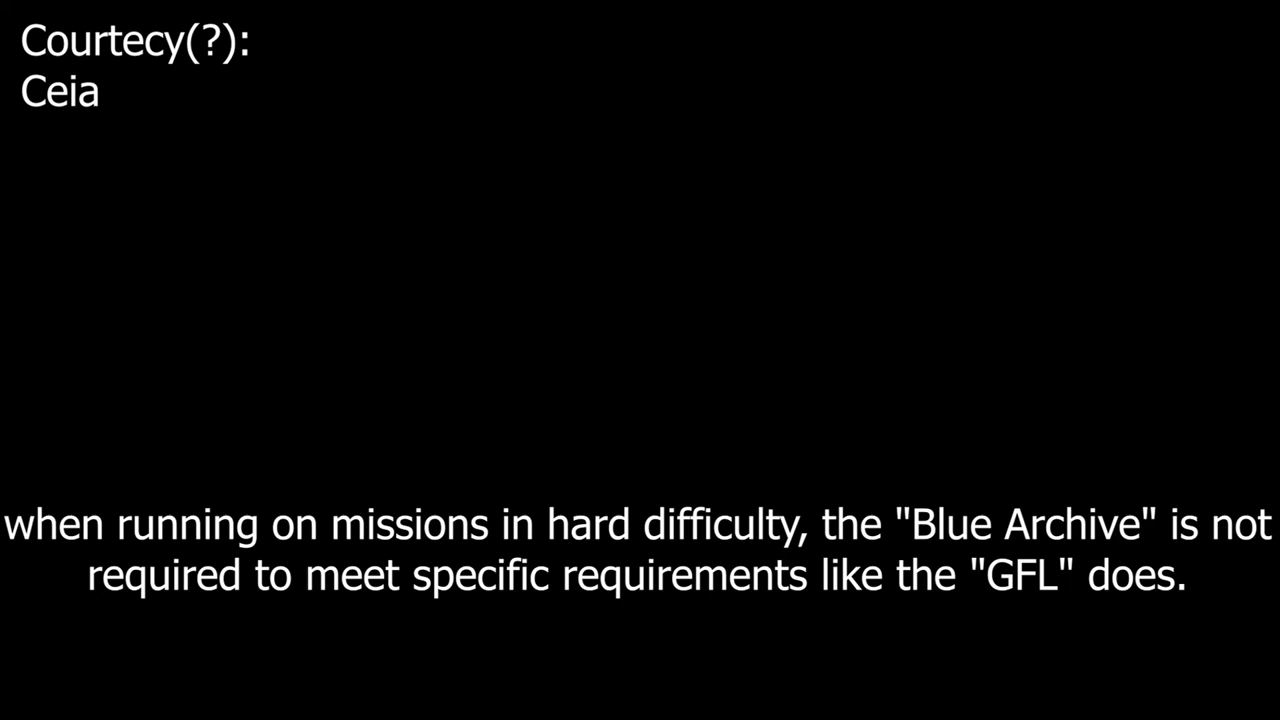 Courtecy(?):
Ceia
when running on missions in hard difficulty, the "Blue Archive" is not
required to meet specific requirements like the "GFL" does.